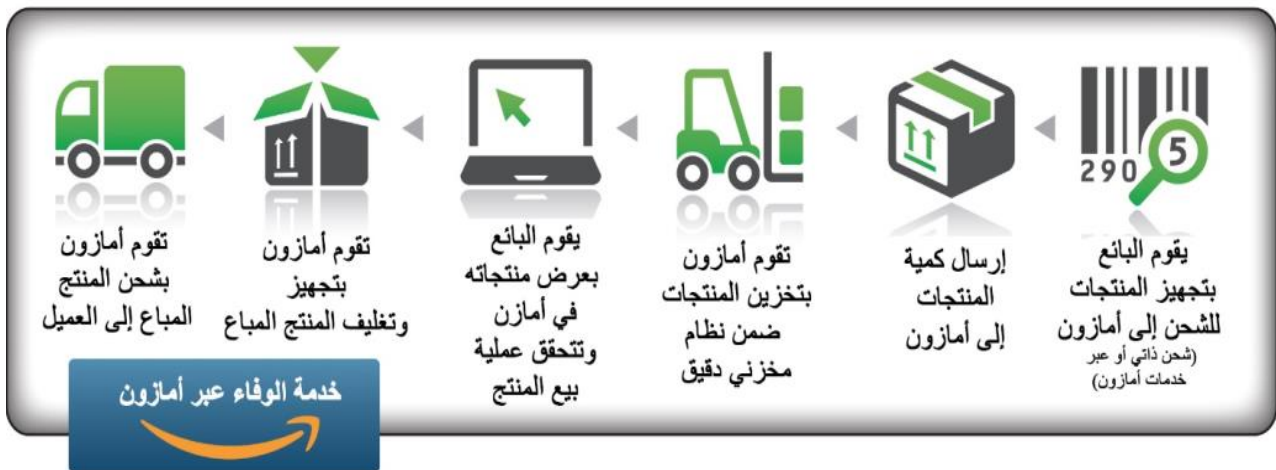 290
5
يقوم البائع
بتجهيز المنتجات
للشحن إلى أمازون
(شحن ذاتي أو عبر
خدمات أمازون)
إرسال كمية
المنتجات
إلى أمازون
تقوم أمازون
بتخزين المنتجات
ضمن نظام
مخزني دقيق
يقوم البائع
بعرض منتجاته
في أمازن
وتتحقق عملية
بيع المنتج
تقوم أمازون
بتجهيز
وتغليف المنتج المباع
تقوم أمازون
بشحن المنتج
المباع إلى العميل
خدمة الوفاء عبر أمازون